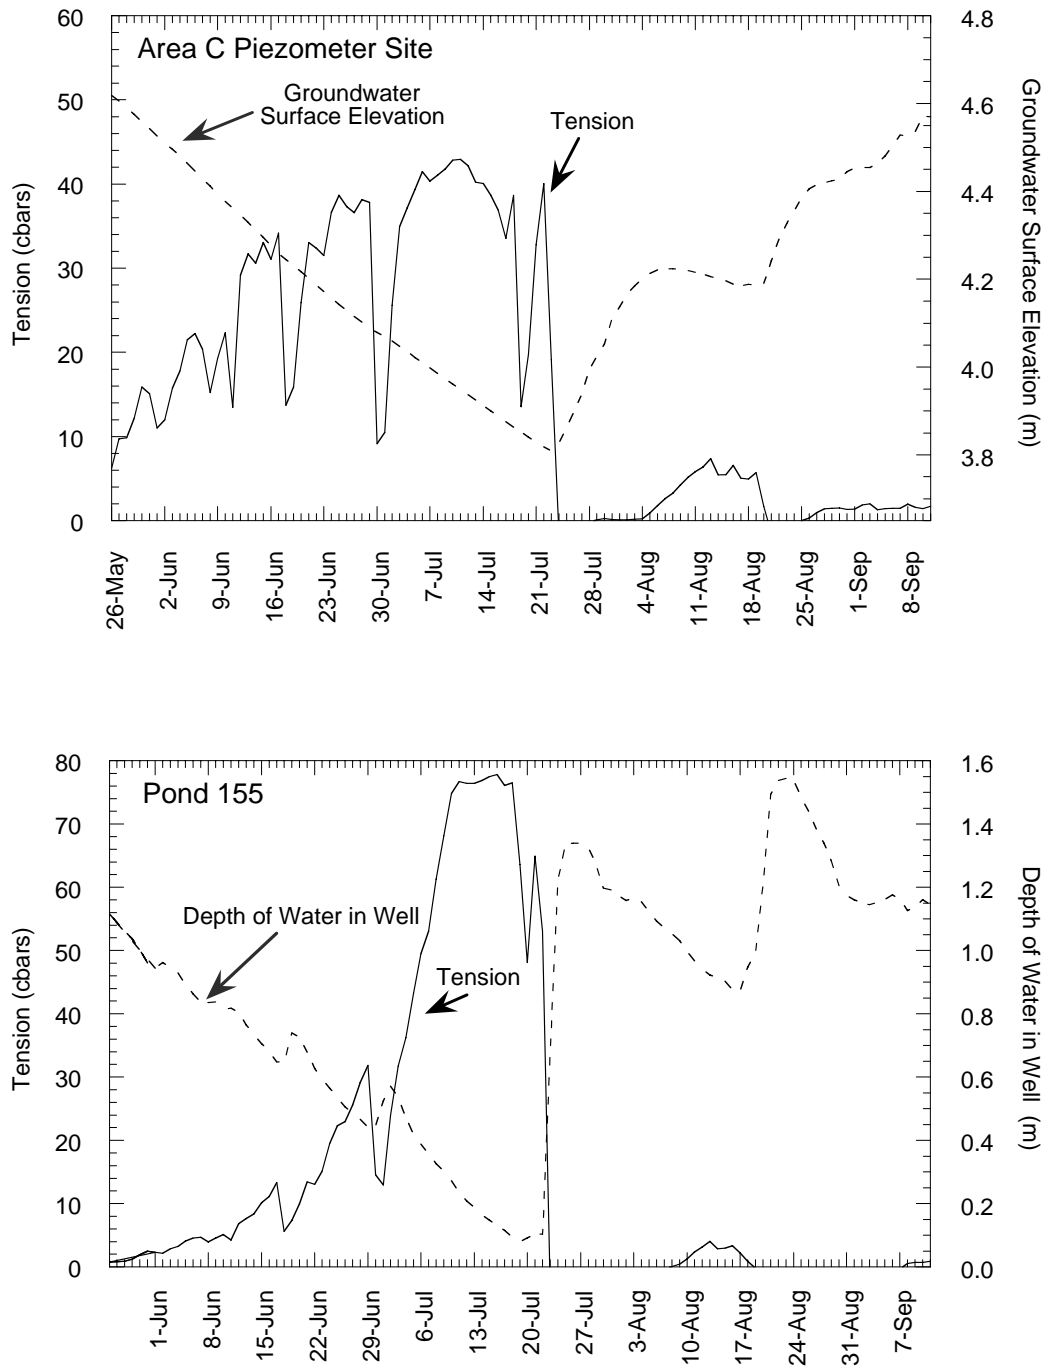 Area C Piezometer Site
Groundwater
Surface Elevation
Tension
Tension (cbars)
60
50
40
30
20
10
0
4.8
4.6
4.4
4.2
4.0
3.8
Groundwater Surface Elevation (m)
26-May
2-Jun
9-Jun
16-Jun
23-Jun
30-Jun
7-Jul
14-Jul
21-Jul
28-Jul
4-Aug
11-Aug
18-Aug
25-Aug
1-Sep
8-Sep
Pond 155
Depth of Water in Well
Tension
Tension (cbars)
80
70
60
50
40
30
20
10
0
1.6
1.4
1.2
1.0
0.8
0.6
0.4
0.2
0.0
Depth of Water in Well (m)
1-Jun
8-Jun
15-Jun
22-Jun
29-Jun
6-Jul
13-Jul
20-Jul
27-Jul
3-Aug
10-Aug
17-Aug
24-Aug
31-Aug
7-Sep